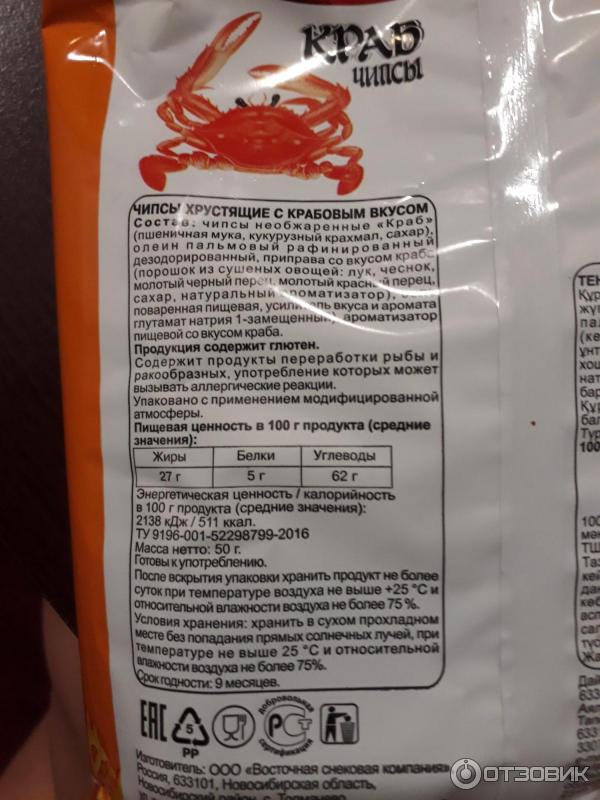 КРАБ
ЧИПСЫ
ЧИПСЫ ХРУСТЯЩИЕ С КРАБОВЫМ ВКУСОМ
Состав: чипсы необжаренные «Краб»
(пшеничная мука, кукурузный крахмал, сахар),
олеин пальмовый рафинированный
дезодорированный, приправа со вкусом краба
(порошок из сушеных овощей: лук, чеснок,
молотый черный перец, молотый красный перец,
сахар, натуральный ароматизатор), соль
поваренная пищевая, усилитель вкуса и аромата
(глутамат натрия 1-замещенный), ароматизатор
пищевой со вкусом краба.
Продукция содержит глютен.
Содержит продукты переработки рыбы и
ракообразных, употребление которых может
вызывать аллергические реакции.
Упаковано с применением модифицированной
атмосферы.
Пищевая ценность в 100 г продукта (средние
значения):
Жиры Белки Углеводы
27 г 5 г 62 г
Энергетическая ценность / калорийность
в 100 г продукта (средние значения):
2138 кДж / 511 ккал.
ТУ 9196-001-52298799-2016
Масса нетто: 50 г.
Готовы к употреблению.
После вскрытия упаковки хранить продукт не более
суток при температуре воздуха не выше +25 °С и
относительной влажности воздуха не более 75 %.
Условия хранения: хранить в сухом прохладном
месте без попадания прямых солнечных лучей, при
температуре не выше 25 °С и относительной
влажности воздуха не более 75%.
Срок годности: 9 месяцев.
ЕАС 5 PP Добровольная сертификация
Изготовитель: ООО «Восточная снековая компания»
Россия, 633101, Новосибирская область,
Новосибирский район, с. Толмачево
ОТЗОВИК